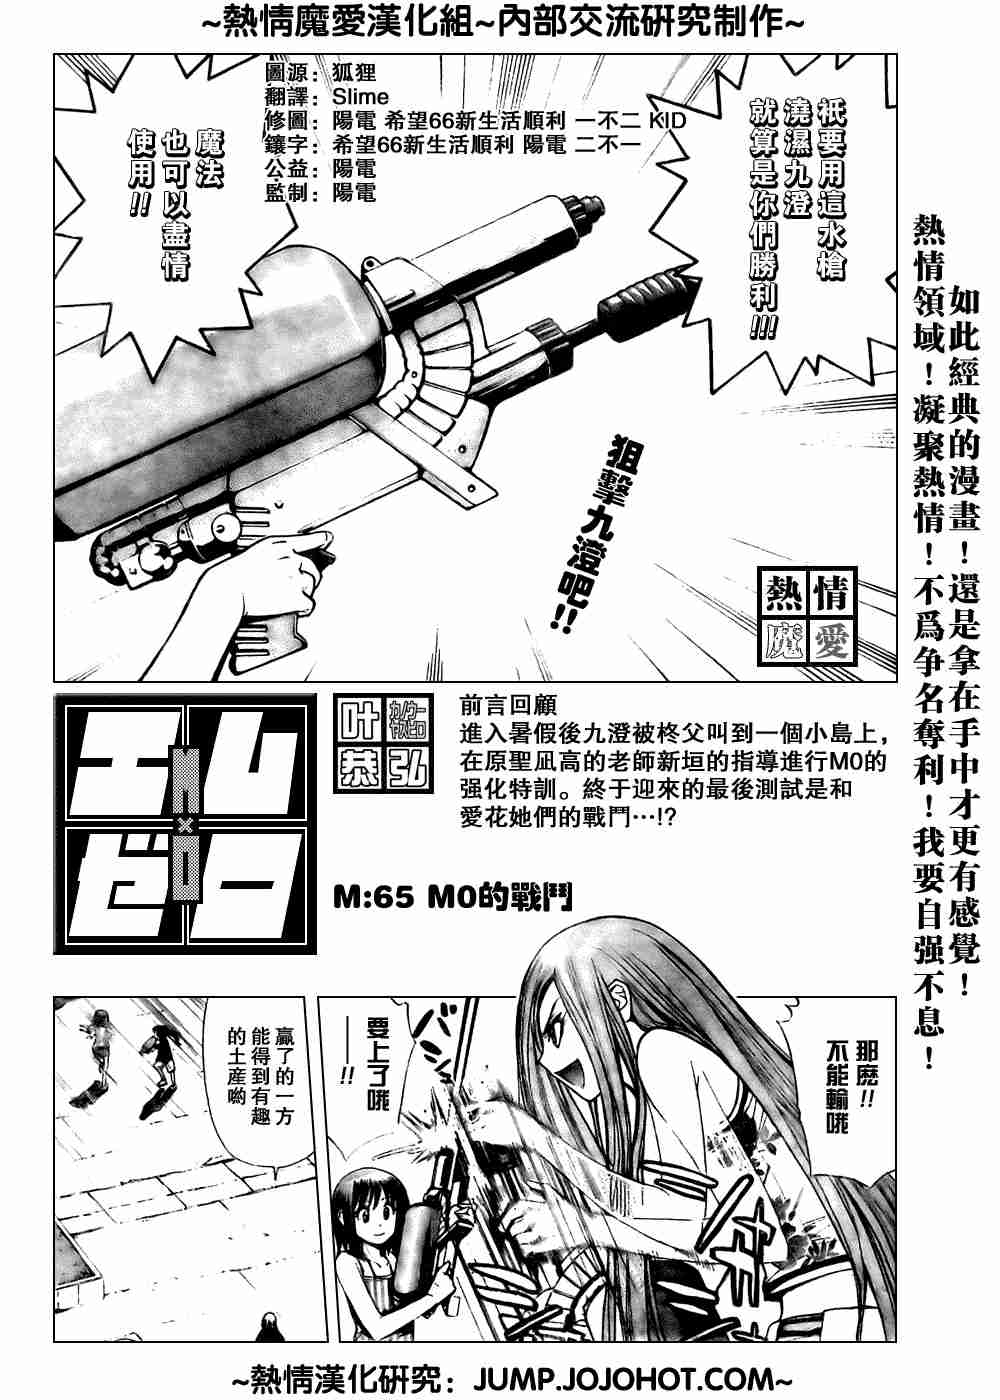 ~熱情魔愛漢化組~內部交流研究制作~
圖源：狐狸
翻譯：Slime
修圖：陽電 希望66新生活順利 一不二 KID
鑲字：希望66新生活順利 陽電 二不一
公益：陽電
監制：陽電
衹要用這水槍
澆濕九澄
就算是你們勝利!!!
魔法
也可以盡情
使用!!
狙擊九澄吧!!
熱情
魔愛
如此經典的漫畫！還是拿在手中才更有感覺！
熱情領域！凝聚熱情！不爲争名奪利！我要自强不息！
エム
M×0
ゼロ
叶
恭弘
カノウ
ヤスヒロ
前言回顧
進入暑假後九澄被柊父叫到一個小島上，
在原聖凪高的老師新垣的指導進行M0的
强化特訓。終于迎來的最後測試是和
愛花她們的戰鬥…!?
M:65 M0的戰鬥
那麽!!
不能輸哦
要上了哦
——!!
贏了的一方
能得到有趣
的土産喲
~熱情漢化研究：JUMP.JOJOHOT.COM~